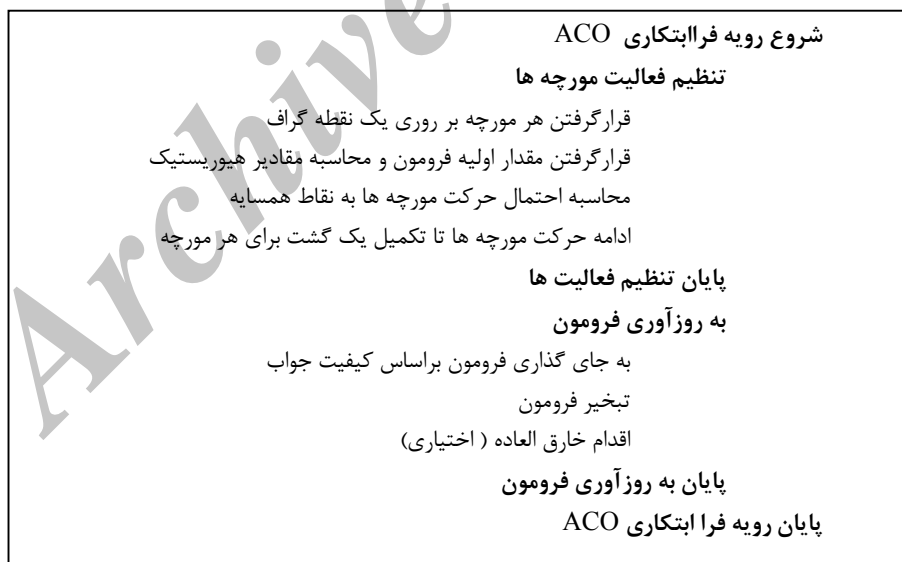 شروع رویه فراابتکاری ACO
تنظیم فعالیت مورچه ها
قرارگرفتن هر مورچه بر روری یک نقطه گراف
قرارگرفتن مقدار اولیه فرومون و محاسبه مقادیر هیوریستیک
محاسبه احتمال حرکت مورچه ها به نقاط همسایه
ادامه حرکت مورچه ها تا تکمیل یک گشت برای هر مورچه
پایان تنظیم فعالیت ها
به روزآوری فرومون
به جای گذاری فرومون براساس کیفیت جواب
تبخیر فرومون
اقدام خارق العاده ( اختیاری)
پایان به روزآوری فرومون
پایان رویه فرا ابتکاری ACO
Archive